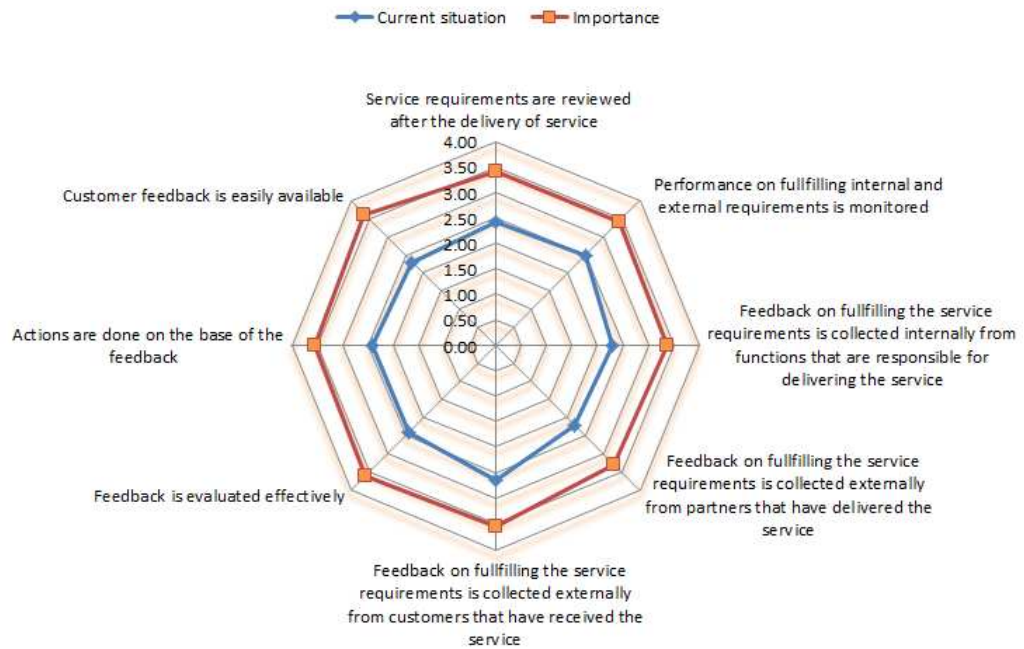 Current situation
Importance
Service requirements are reviewed
after the delivery of service
4.00
3.50
3.00
2.50
2.00
1.50
1.00
0.50
0.00
Performance on fullfilling internal and
external requirements is monitored
Feedback on fullfilling the service
requirements is collected internally from
functions that are responsible for
delivering the service
Feedback on fullfilling the service
requirements is collected externally
from partners that have delivered the
service
Feedback on fullfilling the service
requirements is collected externally
from customers that have received the
service
Feedback is evaluated effectively
Actions are done on the base of the
feedback
Customer feedback is easily available